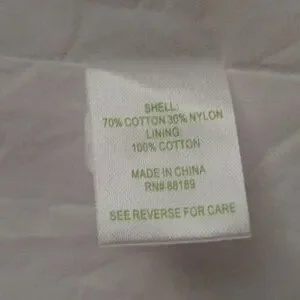 SHELL:
70% COTTON 30% NYLON
LINING:
100% COTTON
MADE IN CHINA
RN# 88189
SEE REVERSE FOR CARE